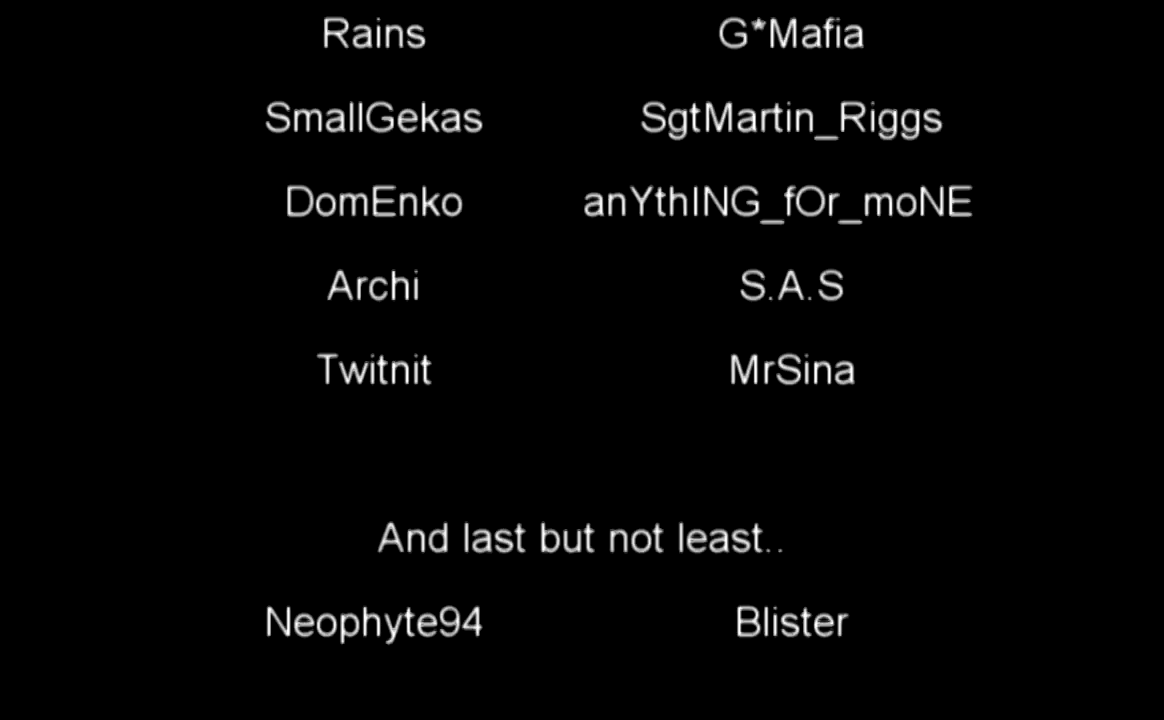 Rains G*Mafia
SmallGekas SgtMartin_Riggs
DomEnko anYthING_fOr_moNE
Archi S.A.S
Twitnit MrSina
And last but not least..
Neophyte94 Blister